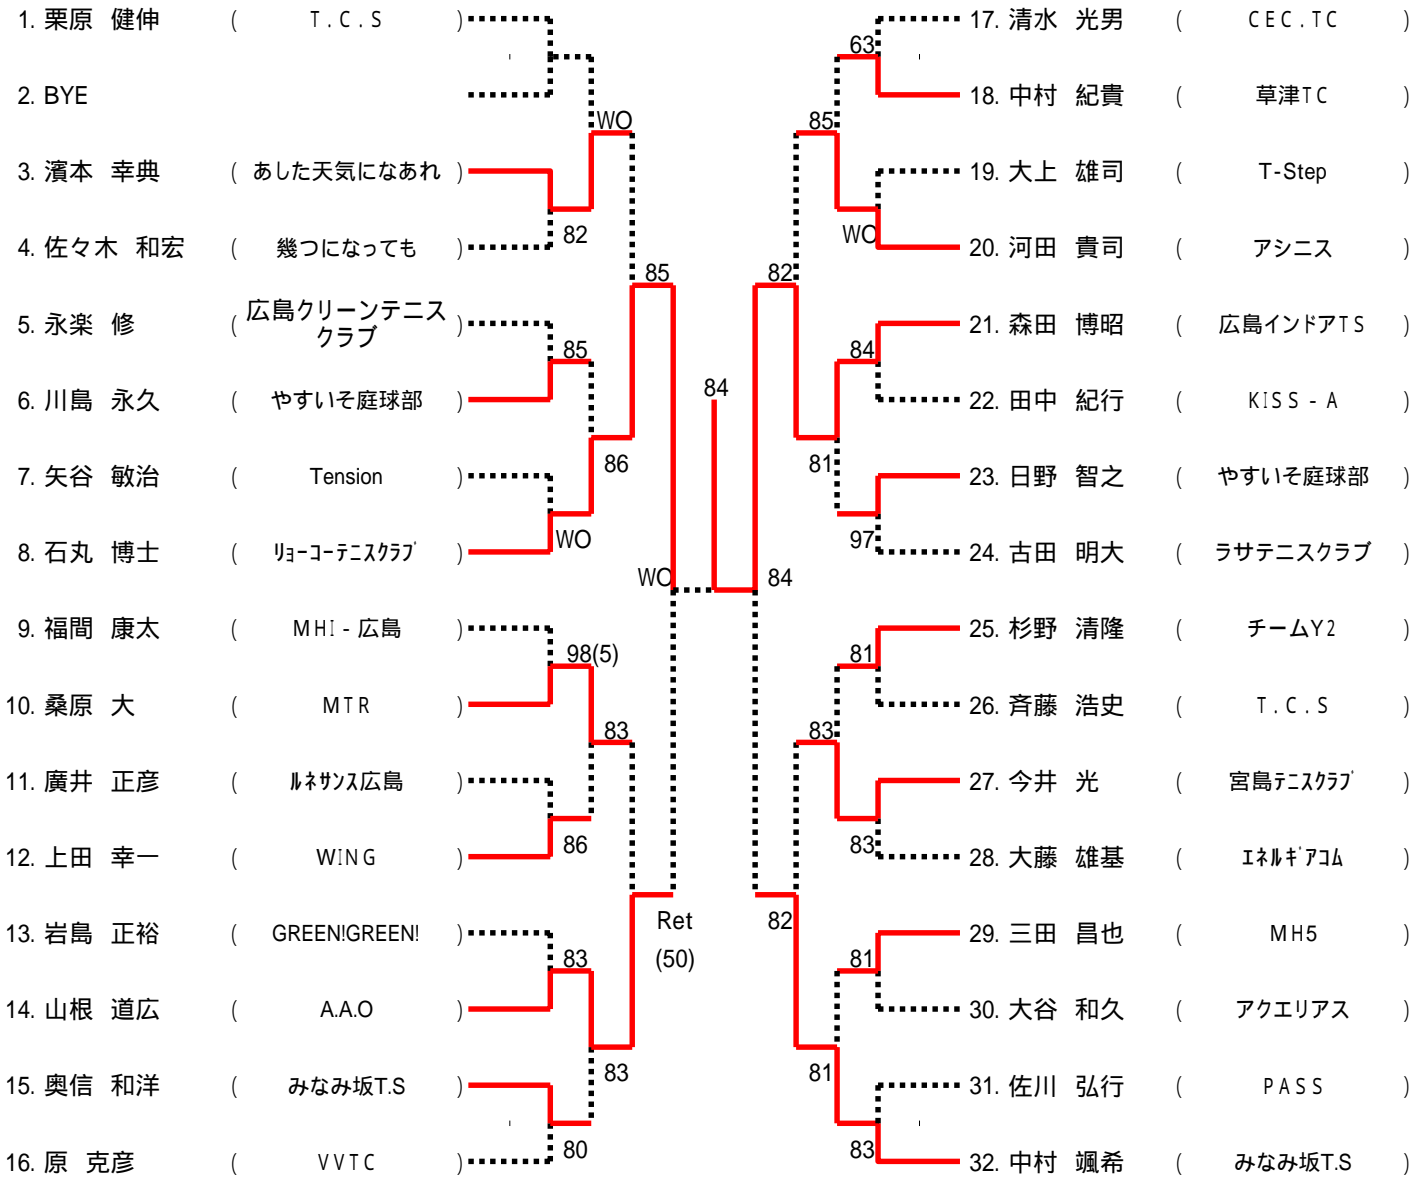 1. 栗原 健伸 ( T.C.S )
2. BYE
WO
3. 濱本 幸典 ( あした天気になあれ )
82
4. 佐々木 和宏 ( 幾つになっても )
85
5. 永楽 修 ( 広島クリーンテニス
クラブ )
85
6. 川島 永久 ( やすいそ庭球部 )
86
7. 矢谷 敏治 ( Tension )
WO
8. 石丸 博士 ( リョーコーテニスクラブ )
WO
9. 福間 康太 ( MHI-広島 )
98(5)
10. 桑原 大 ( MTR )
83
11. 廣井 正彦 ( ルネサンス広島 )
86
12. 上田 幸一 ( WING )
Ret
(50)
13. 岩島 正裕 ( GREEN!GREEN! )
83
14. 山根 道広 ( A.A.O )
83
15. 奥信 和洋 ( みなみ坂T.S )
80
16. 原 克彦 ( VVTC )
84
17. 清水 光男 ( CEC.TC )
63
18. 中村 紀貴 ( 草津TC )
85
19. 大上 雄司 ( T-Step )
WO
20. 河田 貴司 ( アシニス )
82
21. 森田 博昭 ( 広島インドアTS )
84
22. 田中 紀行 ( KISS-A )
81
23. 日野 智之 ( やすいそ庭球部 )
97
24. 古田 明大 ( ラサテニスクラブ )
84
25. 杉野 清隆 ( チームY2 )
81
26. 斉藤 浩史 ( T.C.S )
83
27. 今井 光 ( 宮島テニスクラブ )
83
28. 大藤 雄基 ( エネルギアコム )
82
29. 三田 昌也 ( MH5 )
81
30. 大谷 和久 ( アクエリアス )
81
31. 佐川 弘行 ( PASS )
83
32. 中村 颯希 ( みなみ坂T.S )